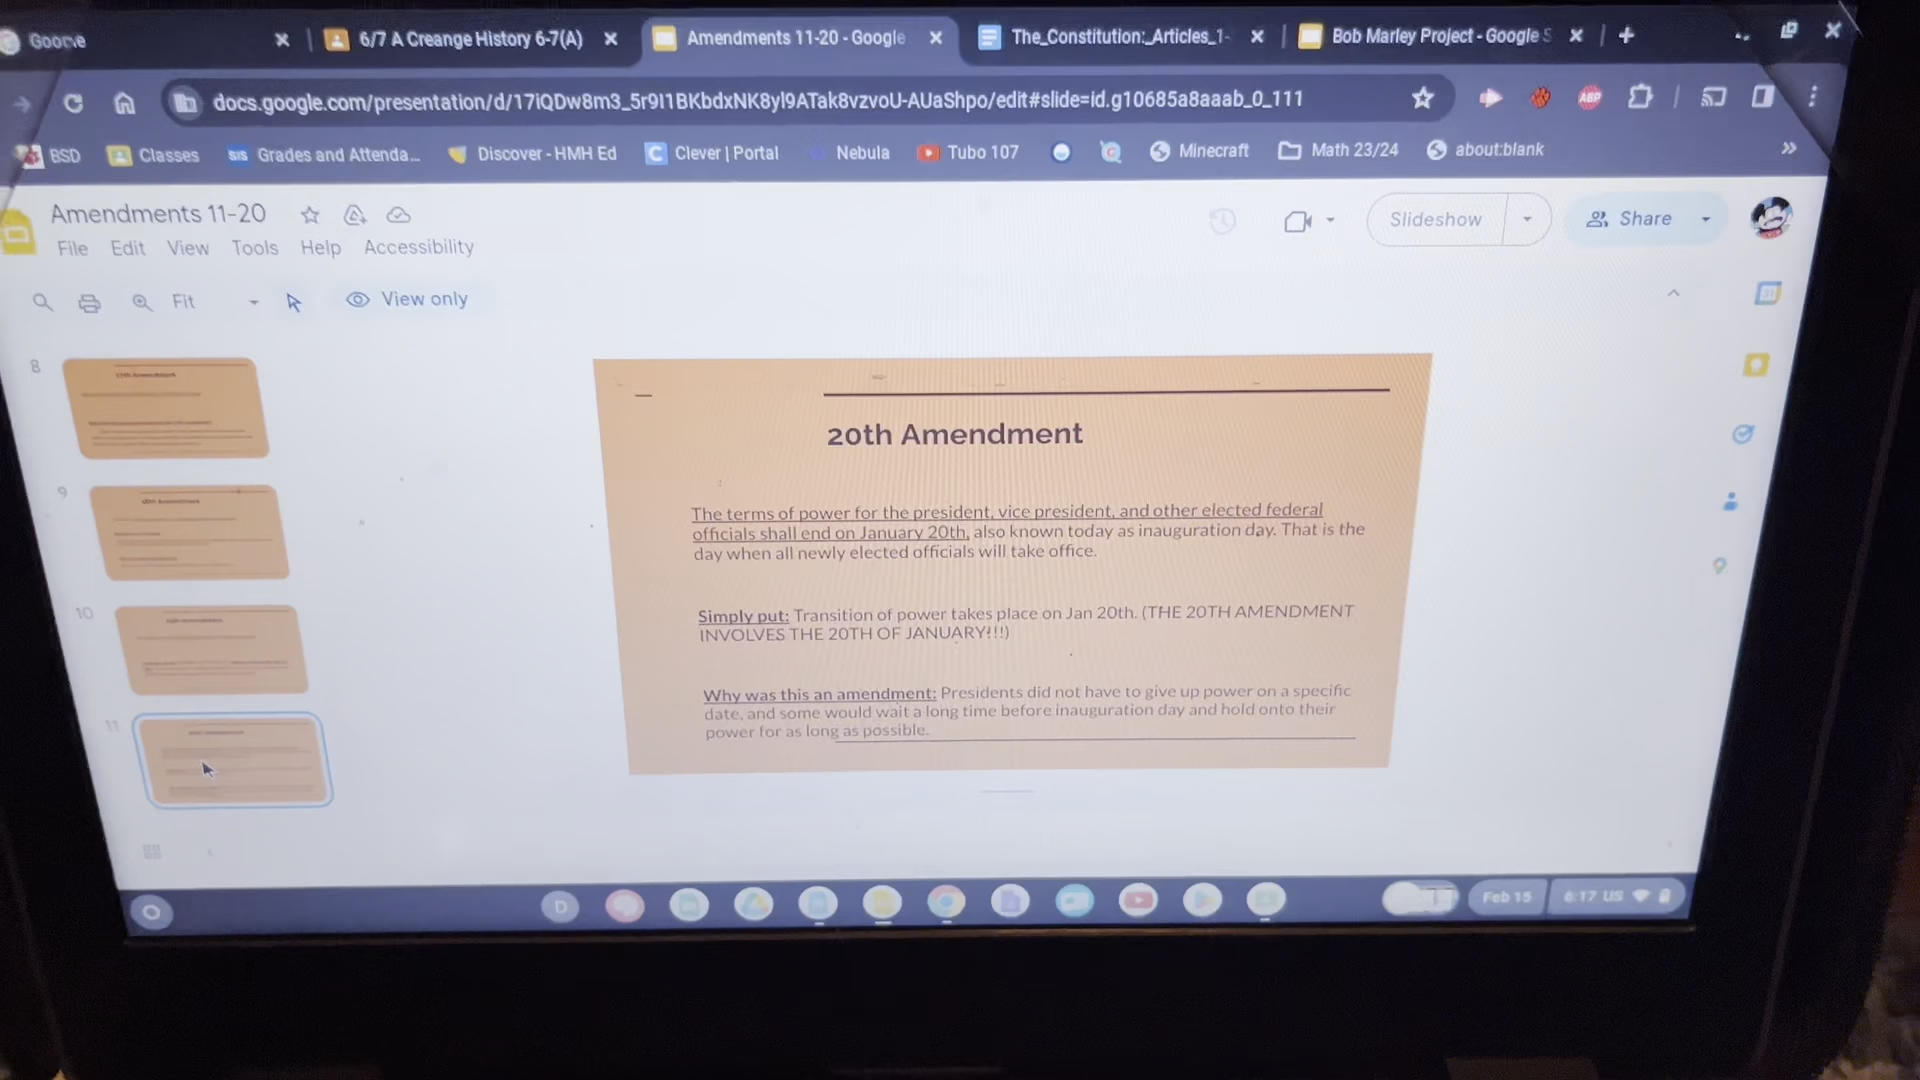 6/7 A Creange History 6-7(A)
Amendments 11-20 - Google
The_Constitution:_Articles_1-
Bob Marley Project - Google S
docs.google.com/presentation/d/17iQDw8m3_5r9I1BKbdxNK8yl9ATak8vzvoU-AUaShpo/edit#slide=id.g10685a8aaab_0_111
BSD
Classes
SIS Grades and Attenda...
Discover - HMH Ed
Clever | Portal
Nebula
Tubo 107
Minecraft
Math 23/24
about:blank
Amendments 11-20
Slideshow
Share
File Edit View Tools Help Accessibility
Fit
View only
8
9
10
11
20th Amendment
The terms of power for the president, vice president, and other elected federal
officials shall end on January 20th, also known today as inauguration day. That is the
day when all newly elected officials will take office.
Simply put: Transition of power takes place on Jan 20th. (THE 20TH AMENDMENT
INVOLVES THE 20TH OF JANUARY!!!)
Why was this an amendment: Presidents did not have to give up power on a specific
date, and some would wait a long time before inauguration day and hold onto their
power for as long as possible.
D
Feb 15
6:17 US